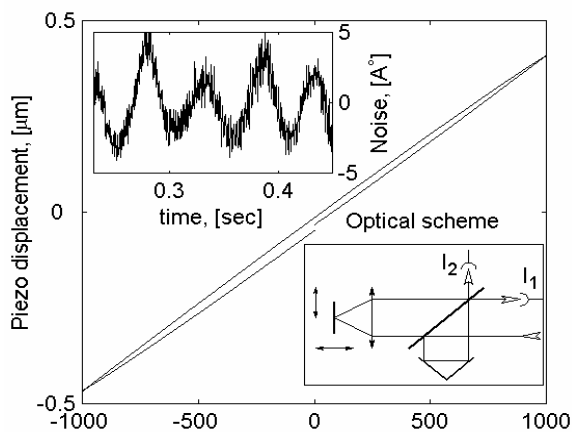 0.5
Piezo displacement, [μm]
0
-0.5
-1000
-500
0
500
1000
5
0
-5
Noise, [A°]
0.3
0.4
time, [sec]
Optical scheme
I2
I1